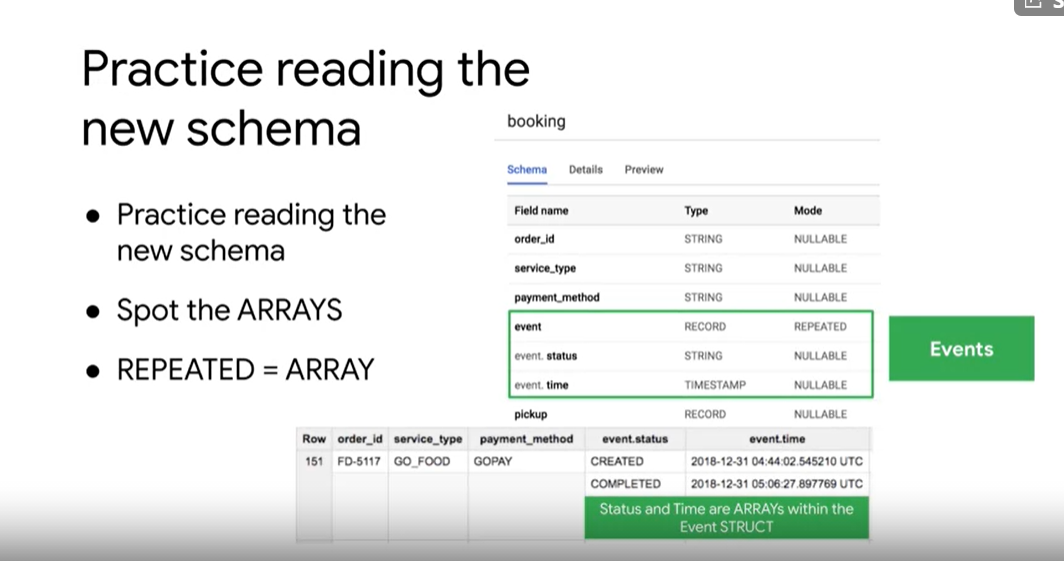 Practice reading the
new schema
● Practice reading the
new schema
● Spot the ARRAYS
● REPEATED = ARRAY
booking
Schema Details Preview
Field name Type Mode
order_id STRING NULLABLE
service_type STRING NULLABLE
payment_method STRING NULLABLE
event RECORD REPEATED
event. status STRING NULLABLE
event. time TIMESTAMP NULLABLE
pickup RECORD NULLABLE
Events
Row order_id service_type payment_method event.status event.time
151 FD-5117 GO_FOOD GOPAY CREATED 2018-12-31 04:44:02.545210 UTC
COMPLETED 2018-12-31 05:06:27.897769 UTC
Status and Time are ARRAYs within the
Event STRUCT